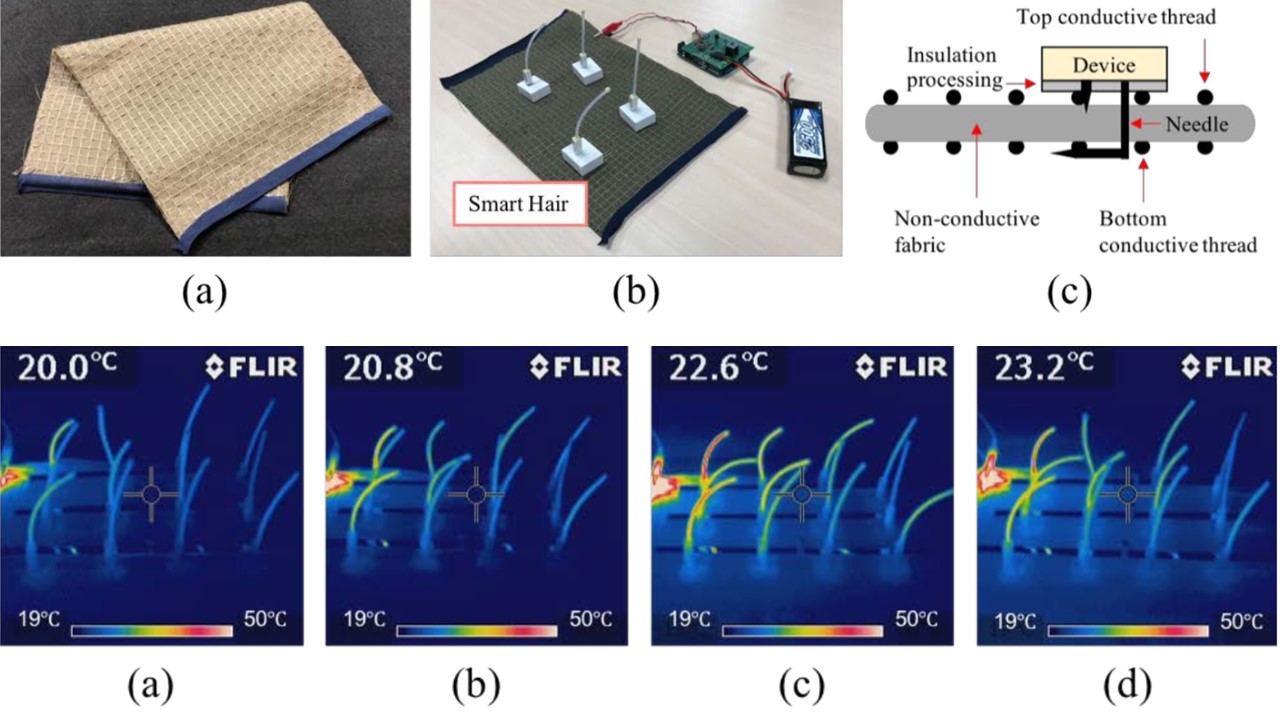 Top conductive thread
Insulation
processing
Device
Needle
Smart Hair
2500
Non-conductive
fabric
Bottom
conductive thread
(a)
(b)
(c)
20.0°C
FLIR
20.8°C
FLIR
22.6°C
FLIR
23.2°C
FLIR
19°C
50°C
19°C
50°C
19°C
50°C
19°C
50°C
(a)
(b)
(c)
(d)